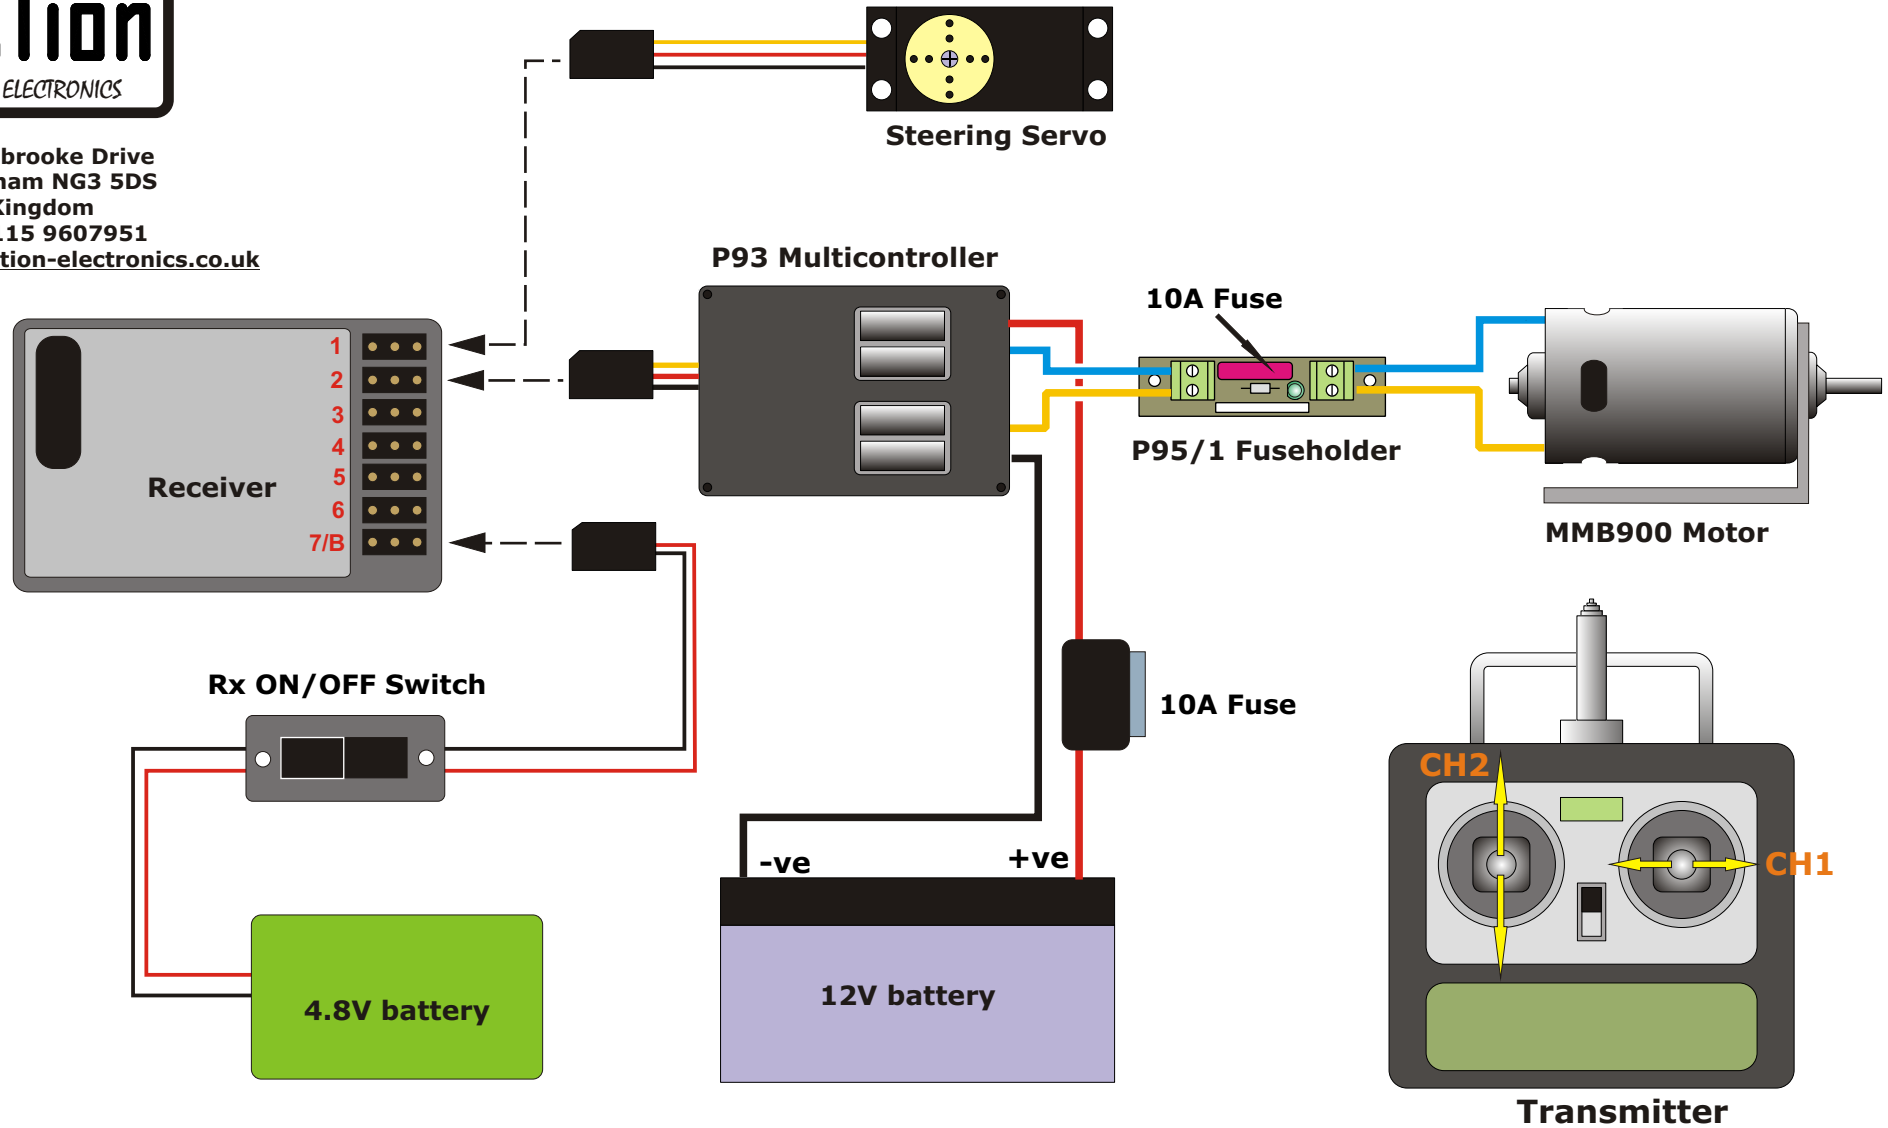 ELECTRONICS
brooke Drive
ham NG3 5DS
Kingdom
115 9607951
tion-electronics.co.uk
Steering Servo
P93 Multicontroller
10A Fuse
P95/1 Fuseholder
MMB900 Motor
1
2
3
4
5
6
7/B
Receiver
Rx ON/OFF Switch
10A Fuse
-ve
+ve
4.8V battery
12V battery
CH2
CH1
Transmitter